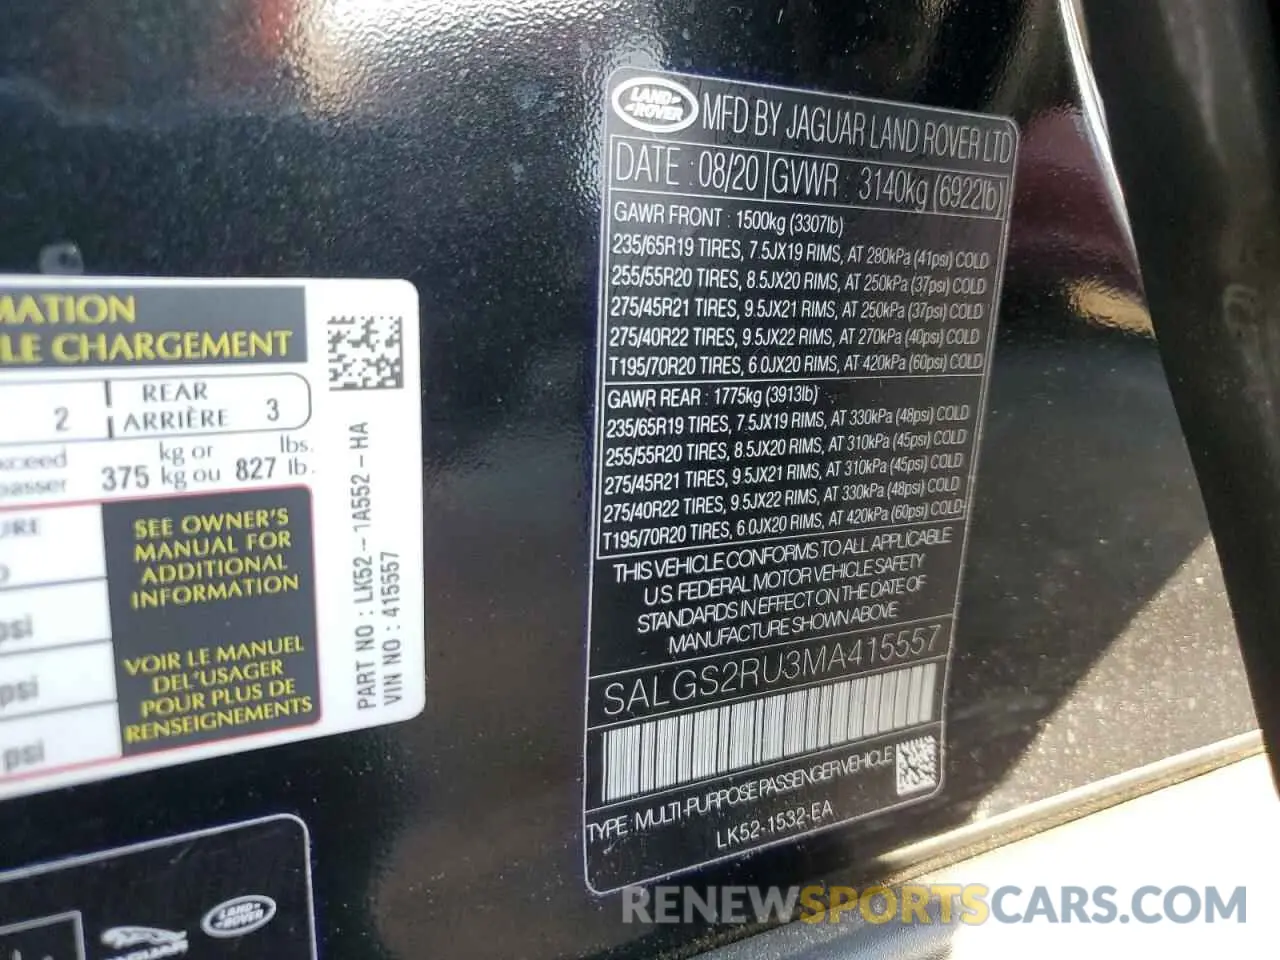 MATION
LE CHARGEMENT
2
REAR
ARRIÈRE 3
kg or lbs.
375 kg ou 827 lb.
SEE OWNER'S
MANUAL FOR
ADDITIONAL
INFORMATION
VOIR LE MANUEL
DEL'USAGER
POUR PLUS DE
RENSEIGNEMENTS
psi
psi
psi
PART NO : LK52-1A552-HA
VIN NO : 415557
LAND ROVER
LAND ROVER
MFD BY JAGUAR LAND ROVER LTD
DATE : 08/20 GVWR : 3140kg (6922lb)
GAWR FRONT : 1500kg (3307lb)
235/65R19 TIRES, 7.5JX19 RIMS, AT 280kPa (41psi) COLD
255/55R20 TIRES, 8.5JX20 RIMS, AT 250kPa (37psi) COLD
275/45R21 TIRES, 9.5JX21 RIMS, AT 250kPa (37psi) COLD
275/40R22 TIRES, 9.5JX22 RIMS, AT 270kPa (40psi) COLD
T195/70R20 TIRES, 6.0JX20 RIMS, AT 420kPa (60psi) COLD
GAWR REAR : 1775kg (3913lb)
235/65R19 TIRES, 7.5JX19 RIMS, AT 330kPa (48psi) COLD
255/55R20 TIRES, 8.5JX20 RIMS, AT 310kPa (45psi) COLD
275/45R21 TIRES, 9.5JX21 RIMS, AT 310kPa (45psi) COLD
275/40R22 TIRES, 9.5JX22 RIMS, AT 330kPa (48psi) COLD
T195/70R20 TIRES, 6.0JX20 RIMS, AT 420kPa (60psi) COLD
THIS VEHICLE CONFORMS TO ALL APPLICABLE
U.S FEDERAL MOTOR VEHICLE SAFETY
STANDARDS IN EFFECT ON THE DATE OF
MANUFACTURE SHOWN ABOVE
SALGS2RU3MA415557
TYPE: MULTI-PURPOSE PASSENGER VEHICLE
LK52-1532-EA
RENEWSPORTSCARS.COM